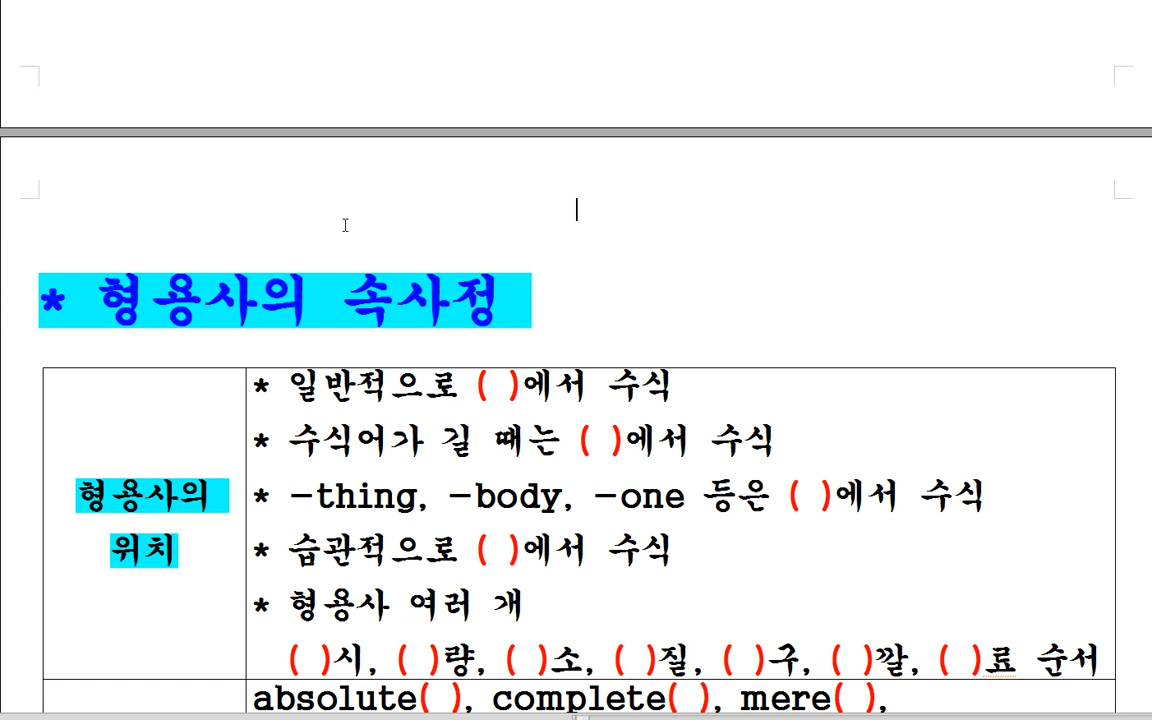 * 형용사의 속사정
* 일반적으로 ( )에서 수식
* 수식어가 길 때는 ( )에서 수식
형용사의
위치
* -thing, -body, -one 등은 ( )에서 수식
* 습관적으로 ( )에서 수식
* 형용사 여러 개
( )시, ( )량, ( )소, ( )질, ( )구, ( )깔, ( )료 순서
absolute( ), complete( ), mere( ),